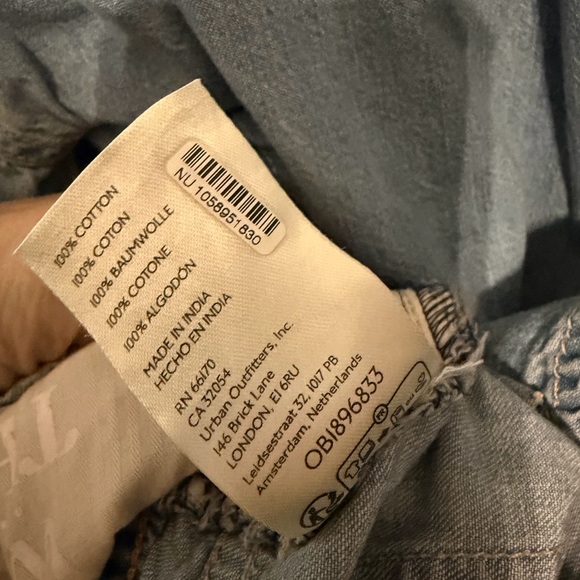 NU 1058951830
100% COTTON
100% COTON
100% BAUMWOLLE
100% COTONE
100% ALGODÓN
MADE IN INDIA
HECHO EN INDIA
RN 66170
CA 32054
Urban Outfitters, Inc.
146 Brick Lane
LONDON, E1 6RU
Leidsestraat 32, 1017 PB
Amsterdam, Netherlands
OB1896833